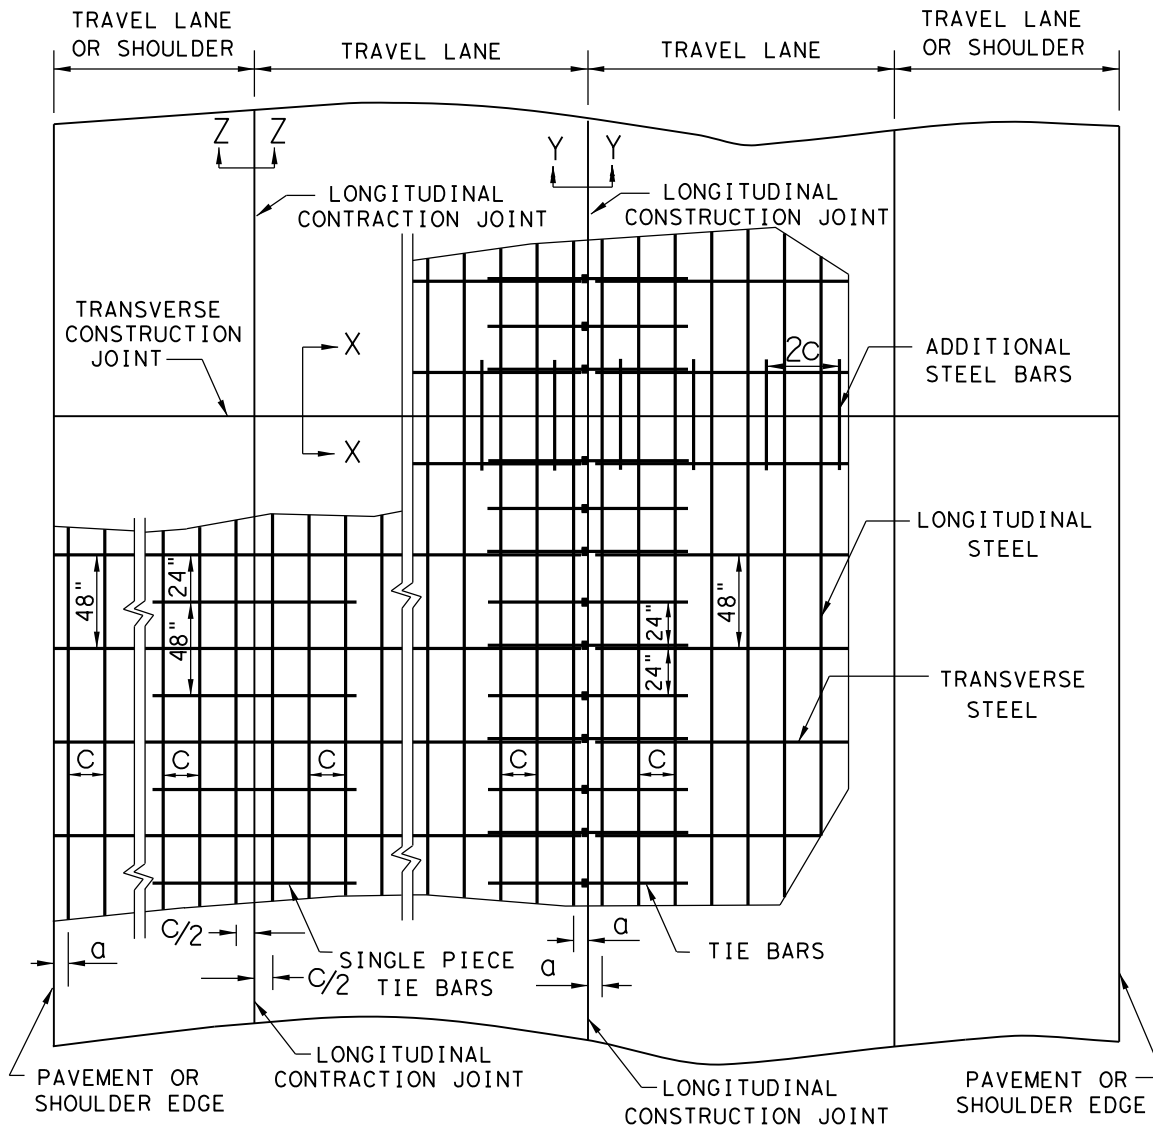 TRAVEL LANE
OR SHOULDER
TRAVEL LANE
TRAVEL LANE
TRAVEL LANE
OR SHOULDER
Z
Z
Y
Y
LONGITUDINAL
CONTRACTION JOINT
LONGITUDINAL
CONSTRUCTION JOINT
TRANSVERSE
CONSTRUCTION
JOINT
X
X
2C
ADDITIONAL
STEEL BARS
LONGITUDINAL
STEEL
48"
24"
48"
24"
24"
48"
TRANSVERSE
STEEL
C
C
C
C
C
C/2
a
C/2
SINGLE PIECE
TIE BARS
a
a
TIE BARS
PAVEMENT OR
SHOULDER EDGE
LONGITUDINAL
CONTRACTION JOINT
LONGITUDINAL
CONSTRUCTION JOINT
PAVEMENT OR
SHOULDER EDGE